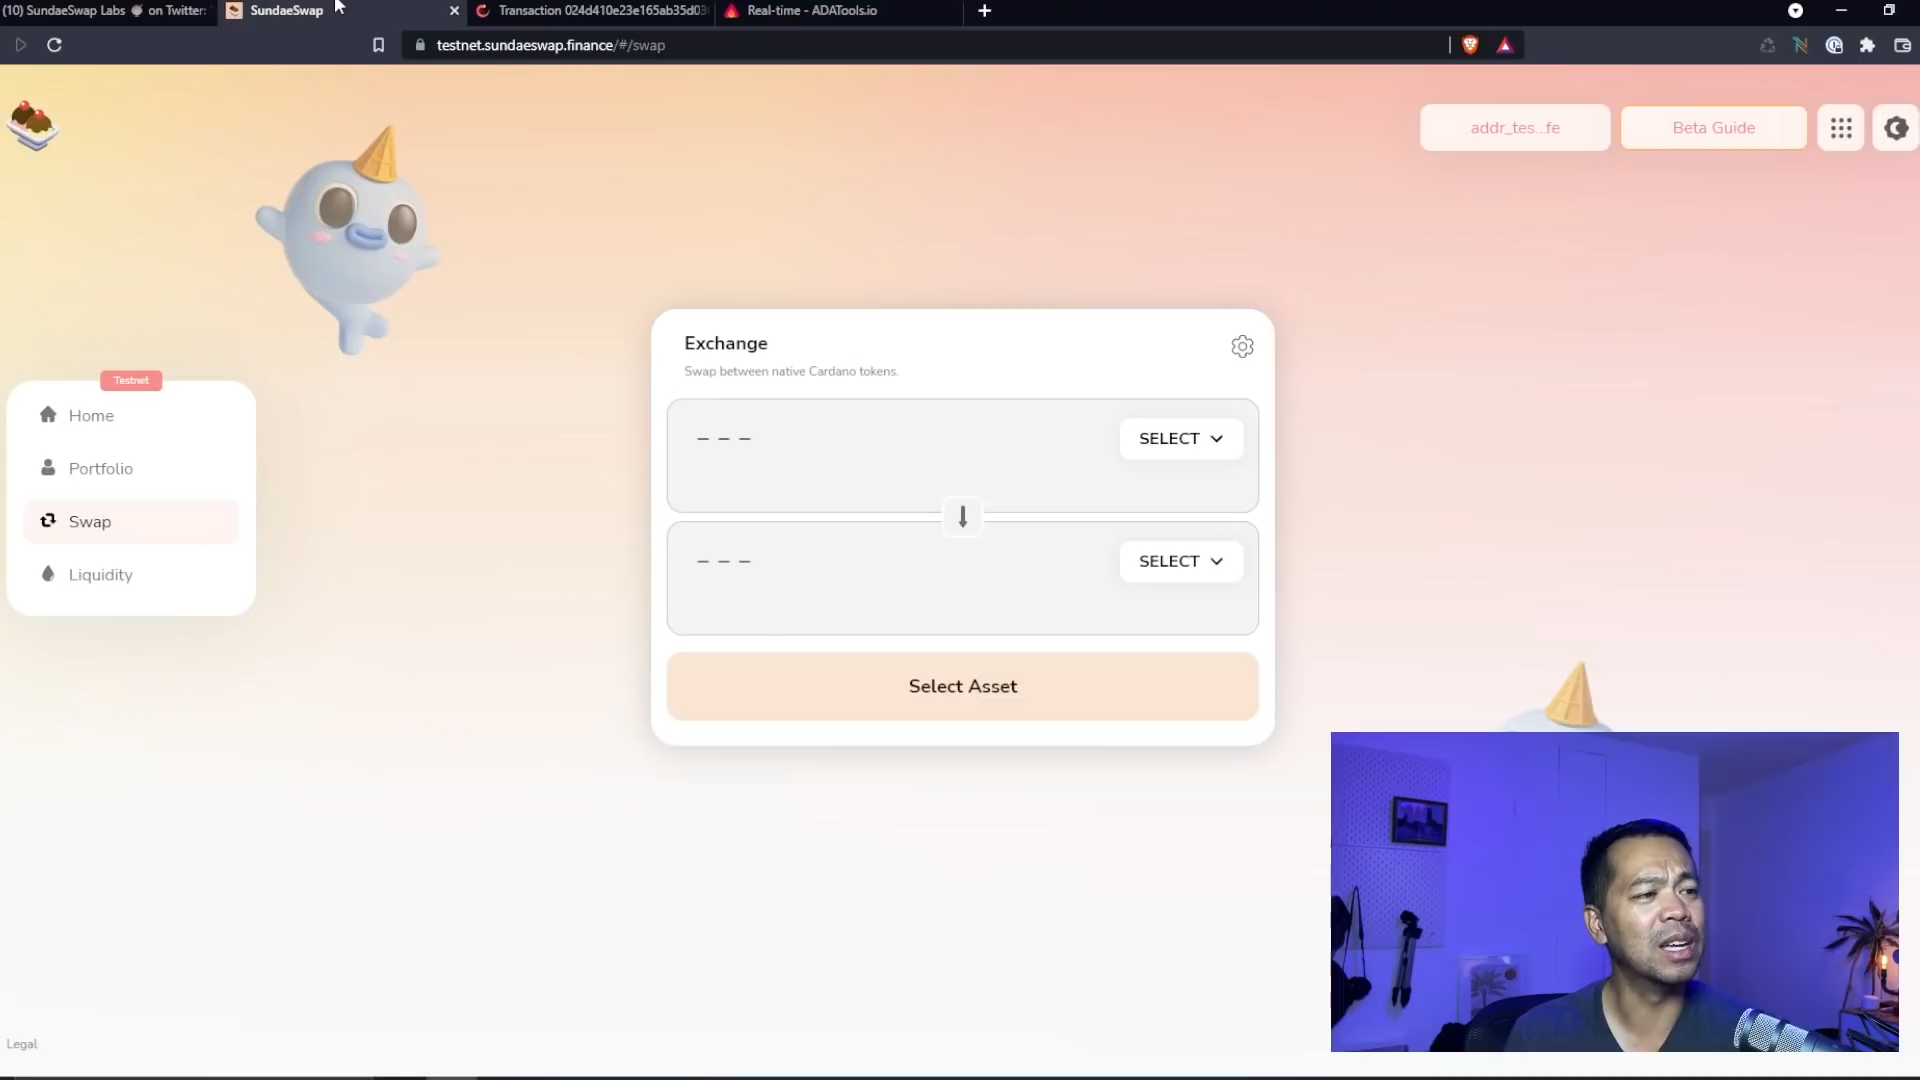 (10) SundaeSwap Labs on Twitter:
SundaeSwap
Transaction 024d410e23e165ab35d03
Real-time - ADATools.io
testnet.sundaeswap.finance/#/swap
addr_tes...fe
Beta Guide
Exchange
Swap between native Cardano tokens.
– – –
SELECT
– – –
SELECT
Select Asset
Testnet
Home
Portfolio
Swap
Liquidity
Legal